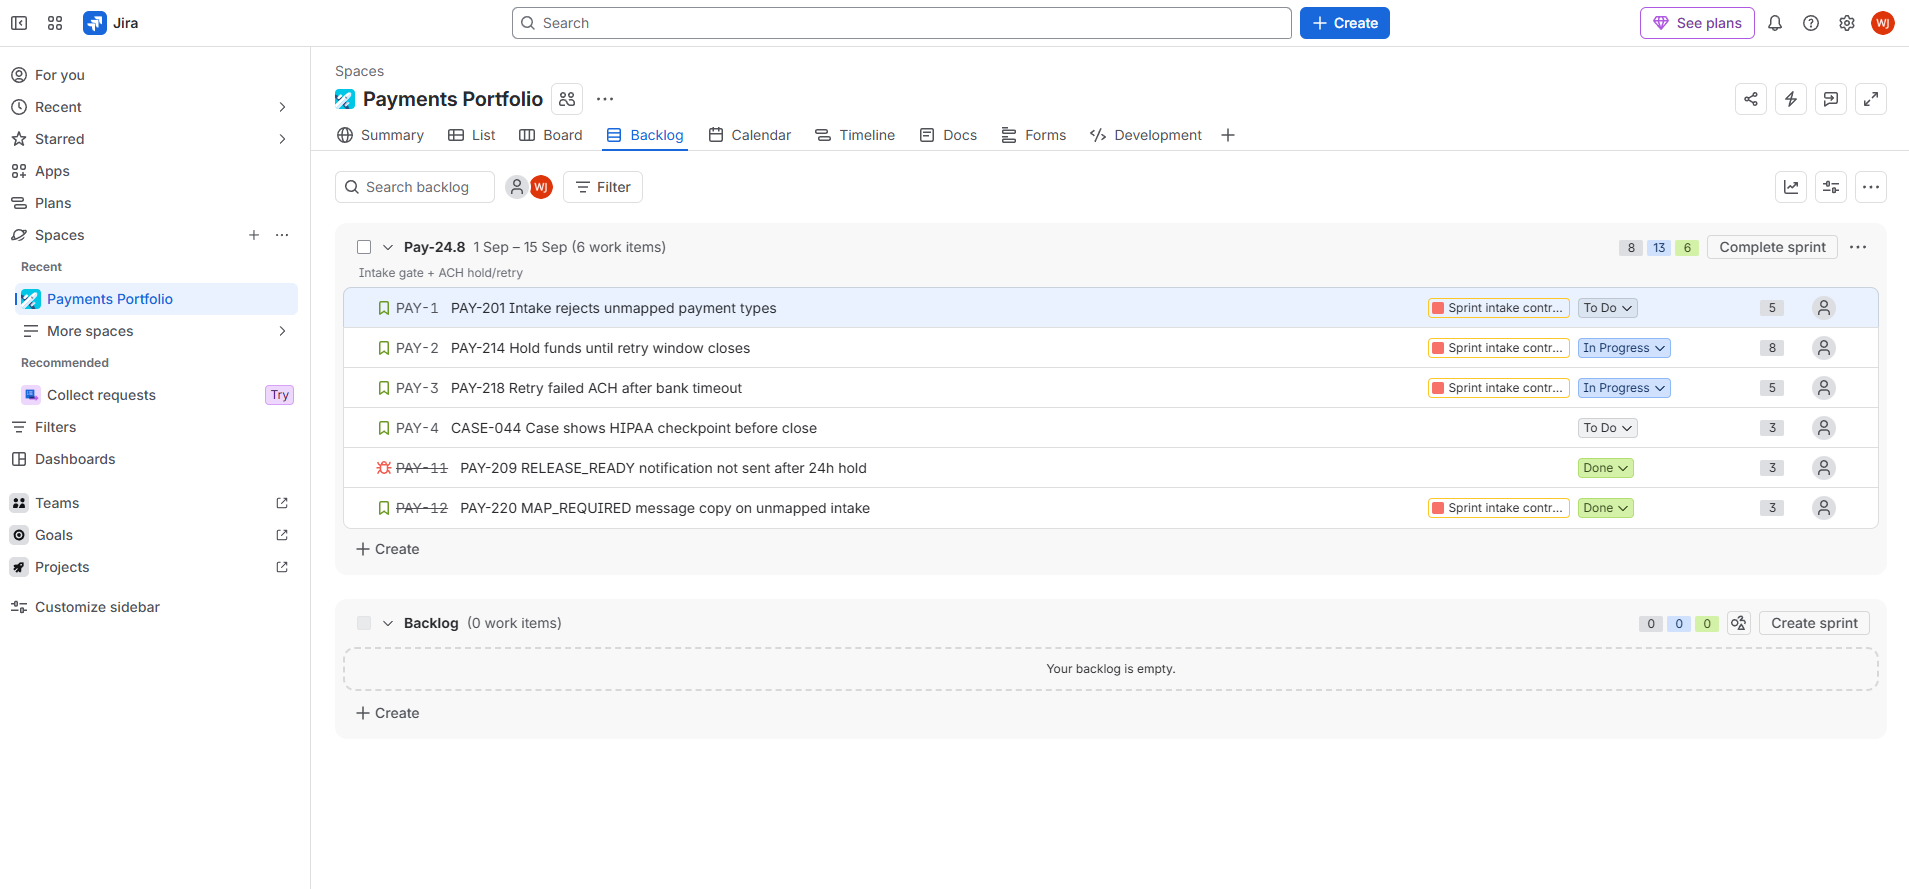 Jira
Search
Create
See plans
WJ
For you
Recent
Starred
Apps
Plans
Spaces
Recent
Payments Portfolio
More spaces
Recommended
Collect requests Try
Filters
Dashboards
Teams
Goals
Projects
Customize sidebar
Spaces
Payments Portfolio
Summary List Board Backlog Calendar Timeline Docs Forms Development
Search backlog WJ Filter
Pay-24.8 1 Sep – 15 Sep (6 work items) 8 13 6 Complete sprint
Intake gate + ACH hold/retry
PAY-1 PAY-201 Intake rejects unmapped payment types Sprint intake contr... To Do 5
PAY-2 PAY-214 Hold funds until retry window closes Sprint intake contr... In Progress 8
PAY-3 PAY-218 Retry failed ACH after bank timeout Sprint intake contr... In Progress 5
PAY-4 CASE-044 Case shows HIPAA checkpoint before close To Do 3
PAY-11 PAY-209 RELEASE_READY notification not sent after 24h hold Done 3
PAY-12 PAY-220 MAP_REQUIRED message copy on unmapped intake Sprint intake contr... Done 3
Create
Backlog (0 work items) 0 0 0 Create sprint
Your backlog is empty.
Create